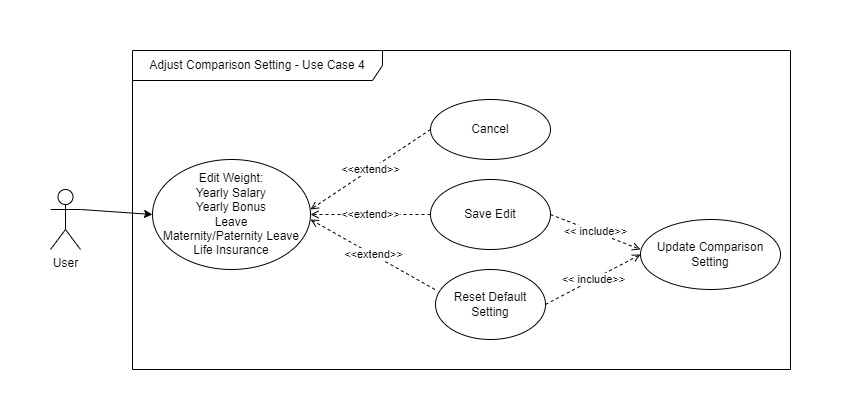 Adjust Comparison Setting - Use Case 4
Cancel
<<extend>>
Edit Weight:
Yearly Salary
Yearly Bonus
Leave
Maternity/Paternity Leave
Life Insurance
<<extend>>
Save Edit
<< include>>
User
<<extend>>
Update Comparison
Setting
<< include>>
Reset Default
Setting